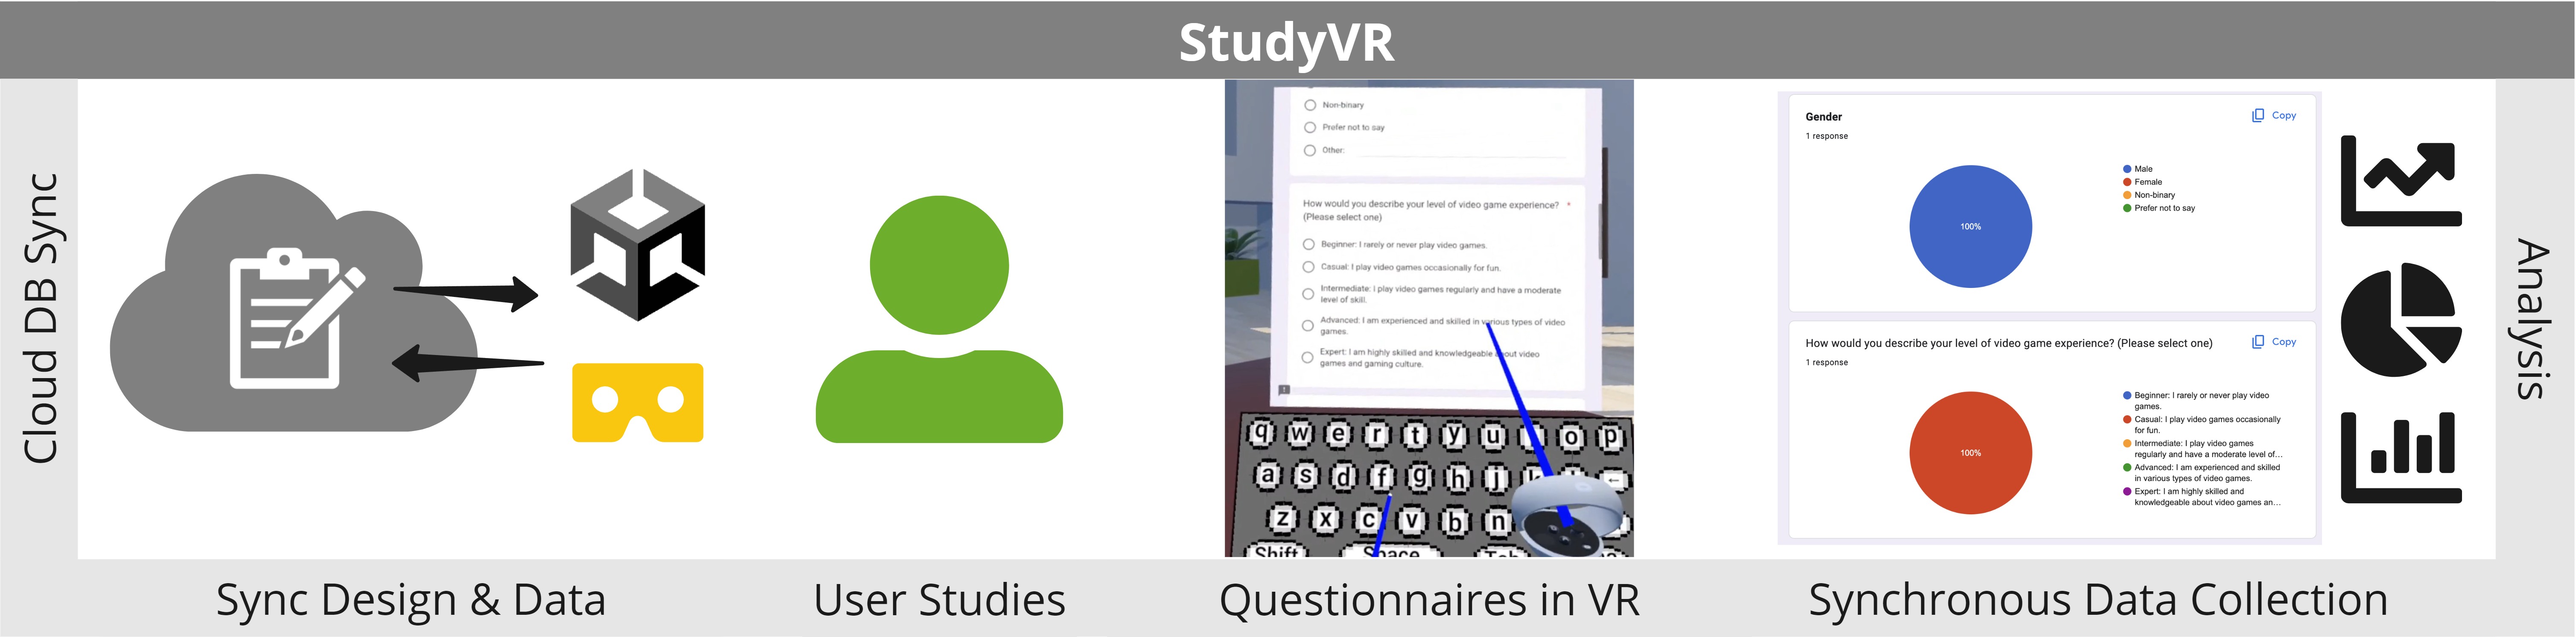 StudyVR
Cloud DB Sync
Non-binary
Prefer not to say
Other:
How would you describe your level of video game experience? *
(Please select one)
Beginner: I rarely or never play video games.
Casual: I play video games occasionally for fun.
Intermediate: I play video games regularly and have a moderate
level of skill.
Advanced: I am experienced and skilled in various types of video
games.
Expert: I am highly skilled and knowledgeable about video
games and gaming culture.
q w e r t y u o p
a s d f g h j
z x c v b n
Shift Space
Gender
Copy
1 response
100%
Male
Female
Non-binary
Prefer not to say
How would you describe your level of video game experience? (Please select one)
Copy
1 response
100%
Beginner: I rarely or never play video
games.
Casual: I play video games occasionally
for fun.
Intermediate: I play video games
regularly and have a moderate level of...
Advanced: I am experienced and skilled
in various types of video games.
Expert: I am highly skilled and
knowledgeable about video games an...
Analysis
Sync Design & Data
User Studies
Questionnaires in VR
Synchronous Data Collection